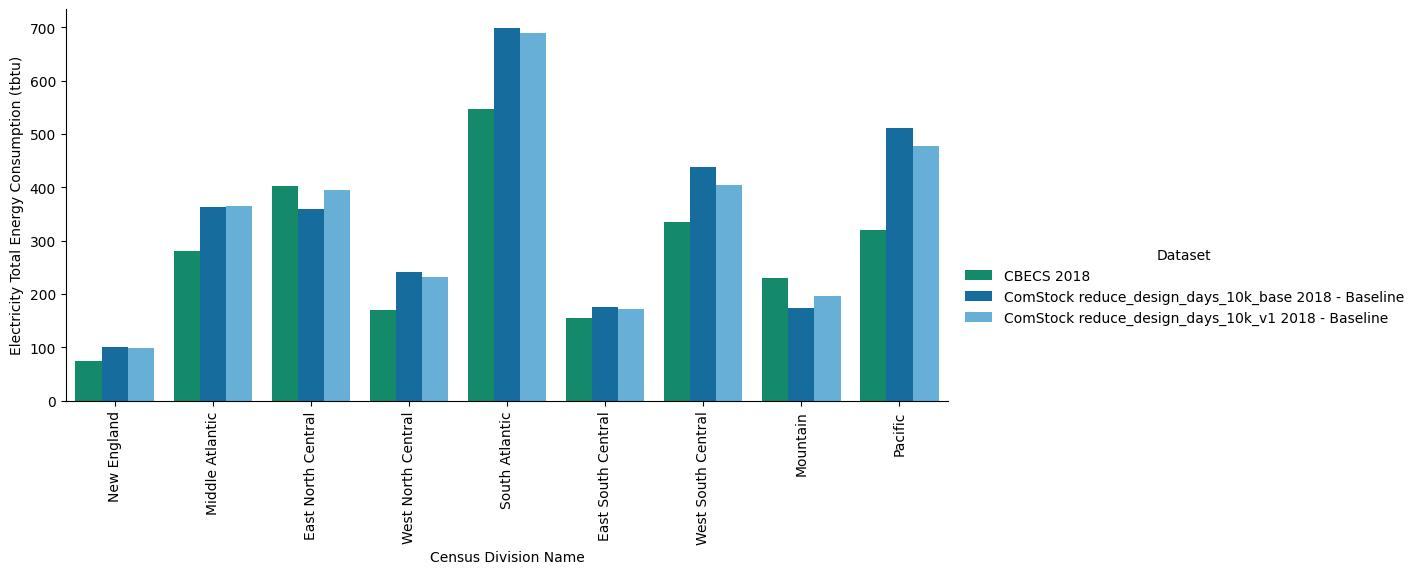 Electricity Total Energy Consumption (tbtu)
700
600
500
400
300
200
100
0
New England
Middle Atlantic
East North Central
West North Central
South Atlantic
East South Central
West South Central
Mountain
Pacific
Census Division Name
Dataset
CBECS 2018
ComStock reduce_design_days_10k_base 2018 - Baseline
ComStock reduce_design_days_10k_v1 2018 - Baseline